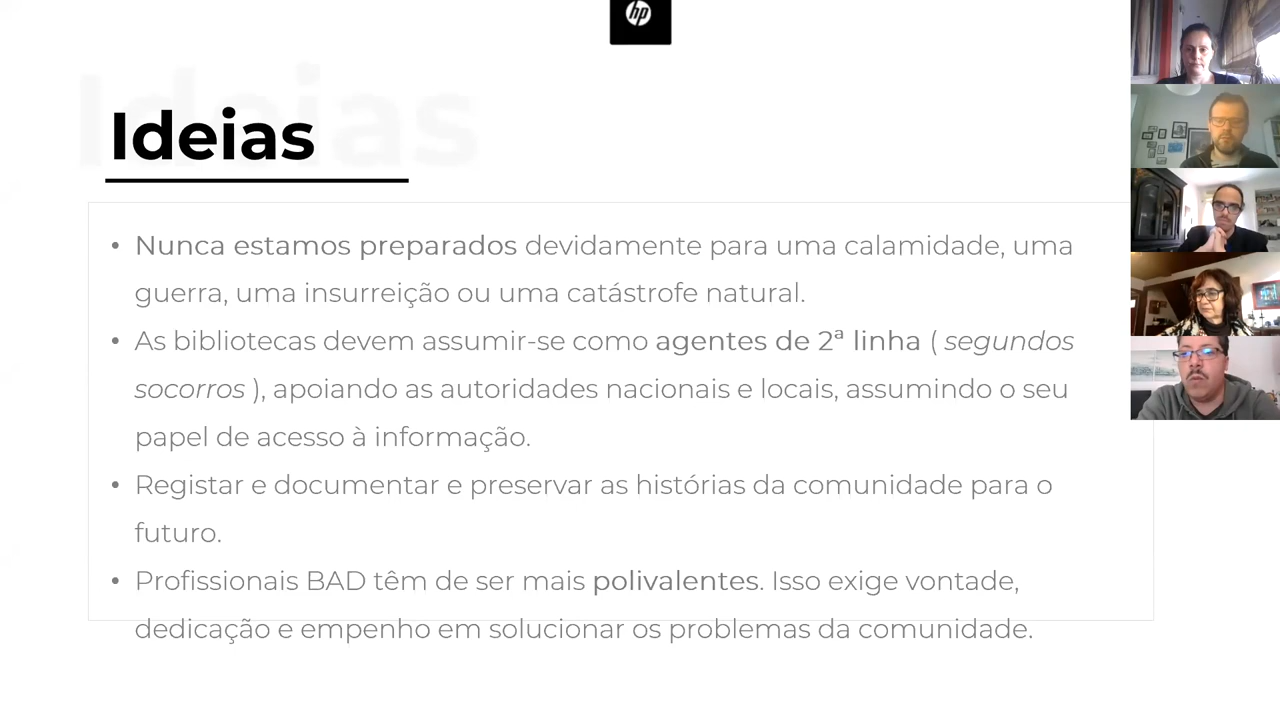 hp
Ideias
Ideias
• Nunca estamos preparados devidamente para uma calamidade, uma
guerra, uma insurreição ou uma catástrofe natural.
• As bibliotecas devem assumir-se como agentes de 2ª linha ( segundos
socorros ), apoiando as autoridades nacionais e locais, assumindo o seu
papel de acesso à informação.
• Registar e documentar e preservar as histórias da comunidade para o
futuro.
• Profissionais BAD têm de ser mais polivalentes. Isso exige vontade,
dedicação e empenho em solucionar os problemas da comunidade.